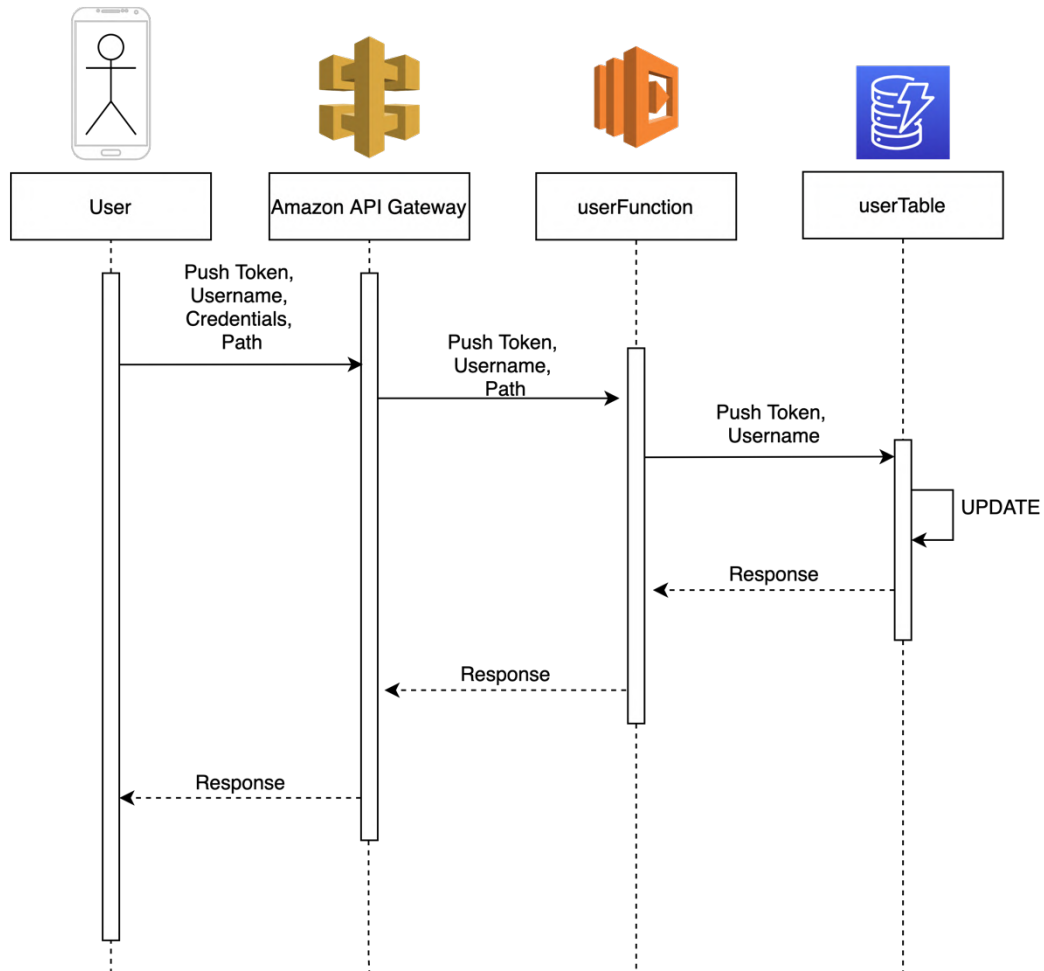 User
Amazon API Gateway
userFunction
userTable
Push Token,
Username,
Credentials,
Path
Push Token,
Username,
Path
Push Token,
Username
UPDATE
Response
Response
Response